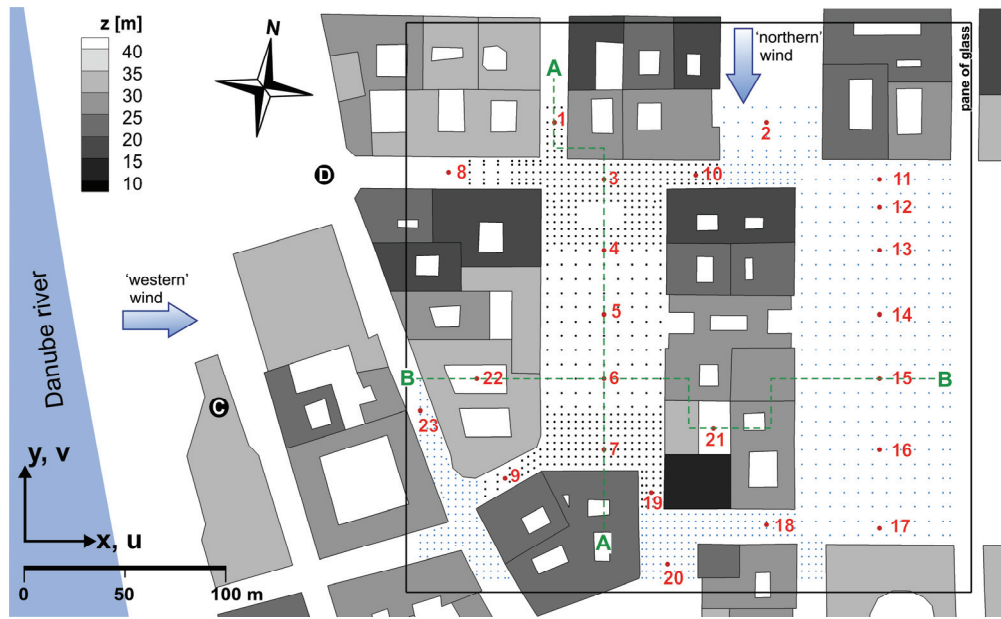 z [m]
40
35
30
25
20
15
10
N
'northern'
wind
pane of glass
A
1
2
D
8
3
10
11
12
4
13
'western'
wind
5
14
Danube river
B
22
6
15
B
C
23
21
7
16
9
19
18
17
A
20
y, v
x, u
0
50
100 m